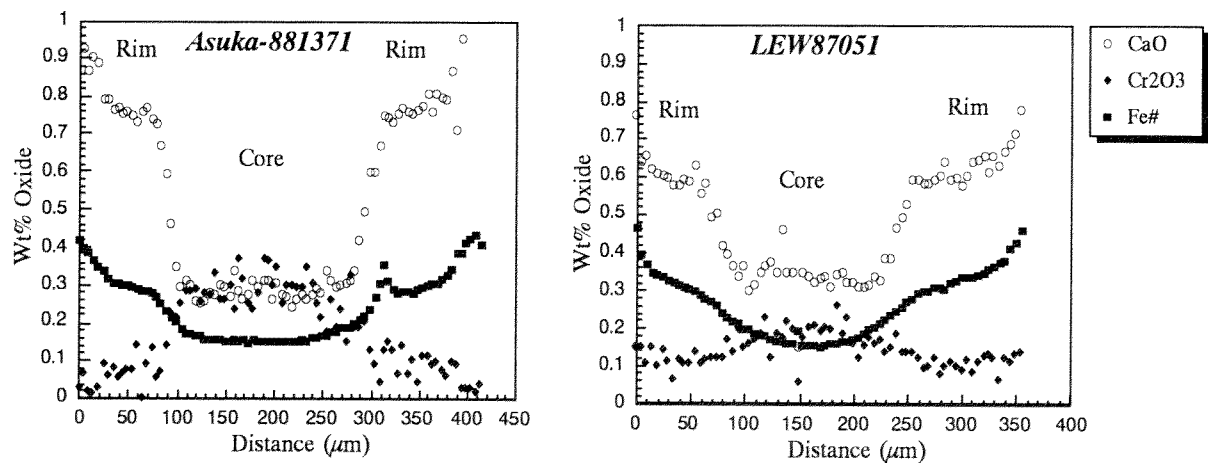 Asuka-881371
Rim
Rim
Core
Wt% Oxide
1
0.9
0.8
0.7
0.6
0.5
0.4
0.3
0.2
0.1
0
0 50 100 150 200 250 300 350 400 450
Distance (μm)
LEW87051
Rim
Rim
Core
Wt% Oxide
1
0.9
0.8
0.7
0.6
0.5
0.4
0.3
0.2
0.1
0
0 50 100 150 200 250 300 350 400
Distance (μm)
CaO
Cr2O3
Fe#